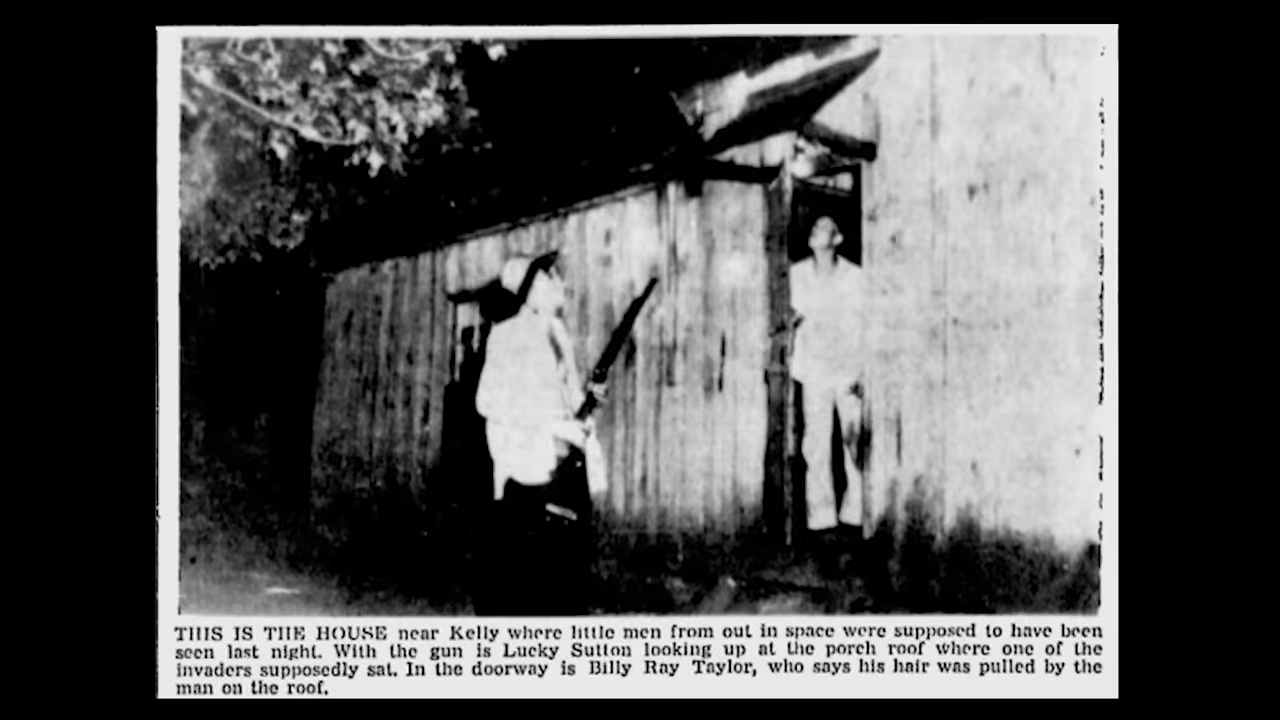 THIS IS THE HOUSE near Kelly where little men from out in space were supposed to have been
seen last night. With the gun is Lucky Sutton looking up at the porch roof where one of the
invaders supposedly sat. In the doorway is Billy Ray Taylor, who says his hair was pulled by the
man on the roof.